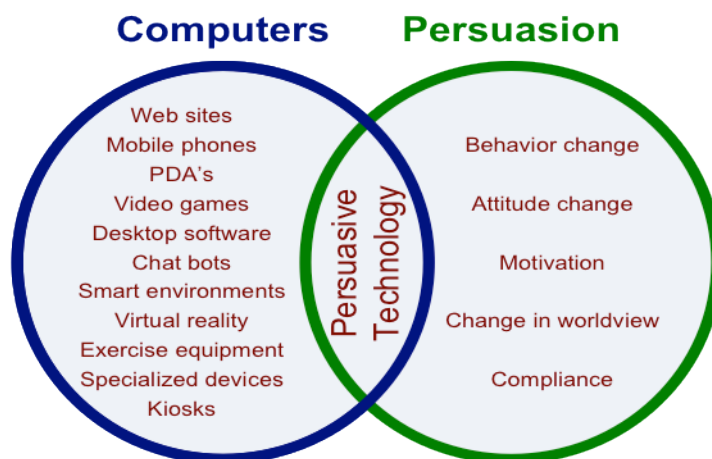 Computers
Persuasion
Web sites
Mobile phones
PDA's
Video games
Desktop software
Chat bots
Smart environments
Virtual reality
Exercise equipment
Specialized devices
Kiosks
Persuasive
Technology
Behavior change
Attitude change
Motivation
Change in worldview
Compliance